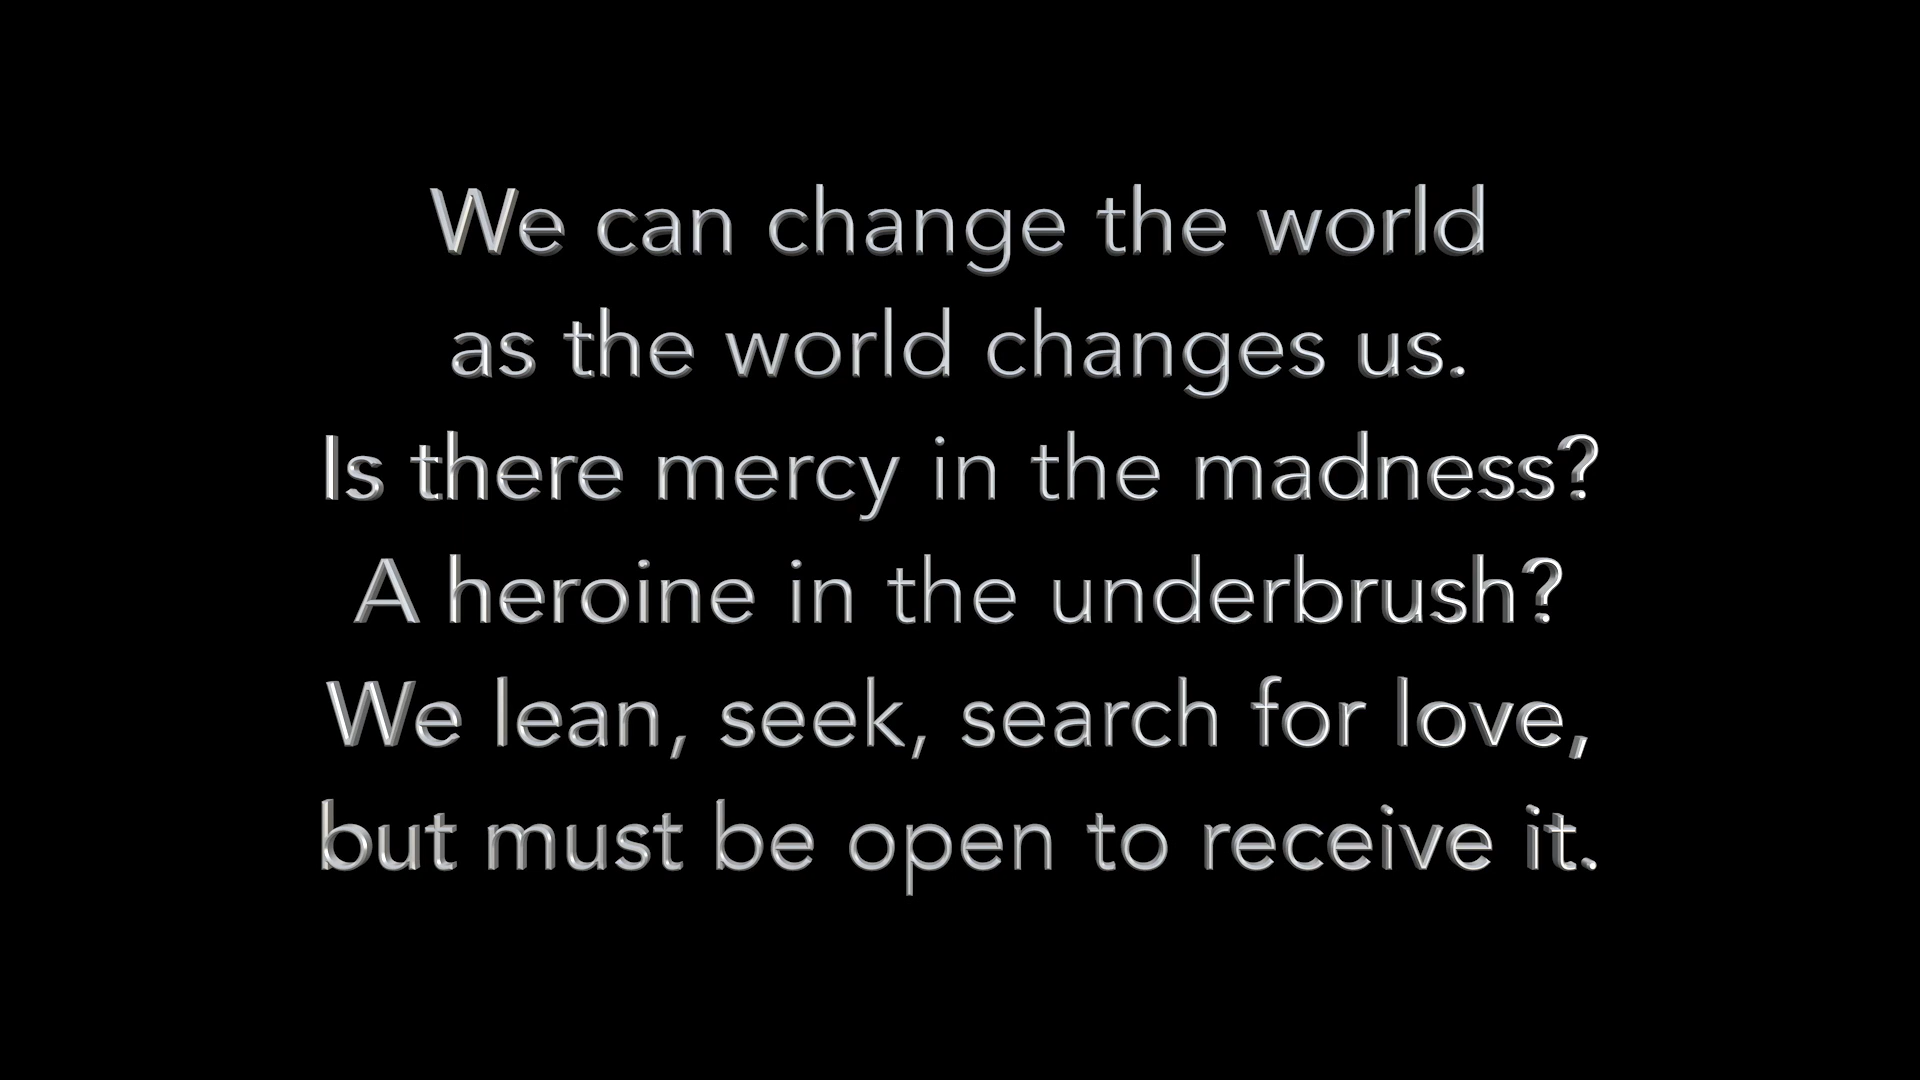 We can change the world
as the world changes us.
Is there mercy in the madness?
A heroine in the underbrush?
We lean, seek, search for love,
but must be open to receive it.